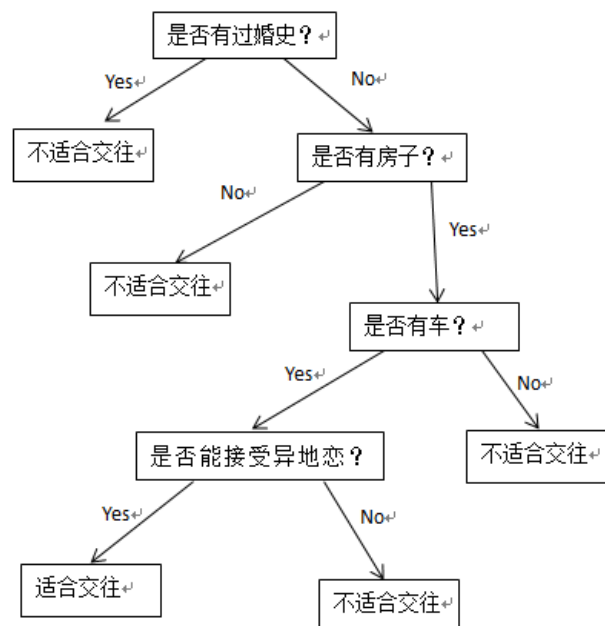 是否有过婚史？
Yes
No
不适合交往
是否有房子？
No
Yes
不适合交往
是否有车？
Yes
No
是否能接受异地恋？
不适合交往
Yes
No
适合交往
不适合交往